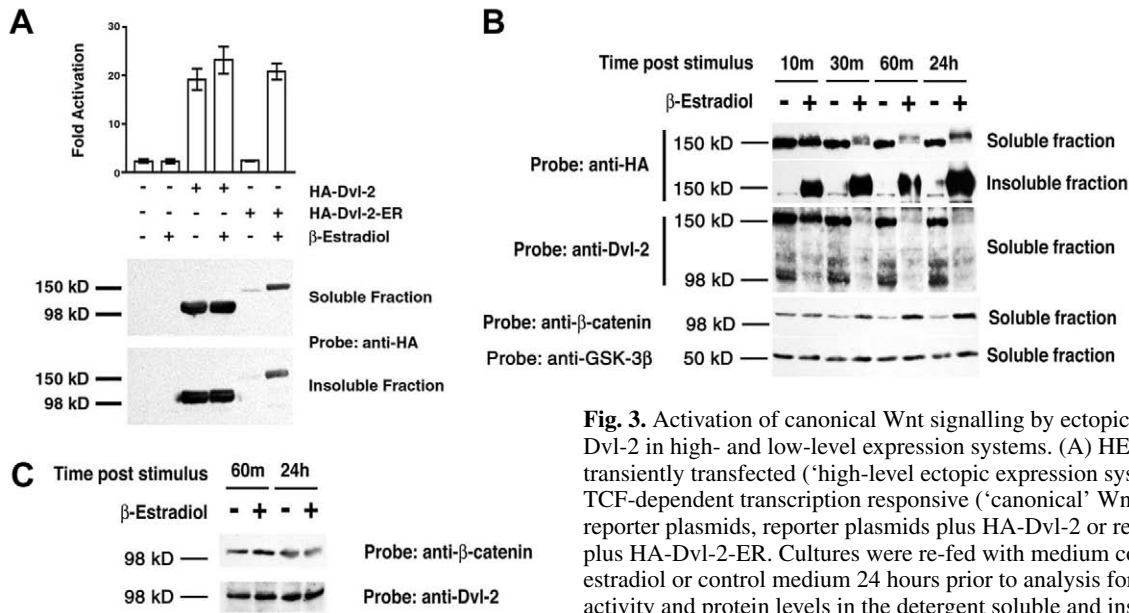 A
30
20
10
0
Fold Activation
- - + + - - HA-Dvl-2
- - - - + + HA-Dvl-2-ER
- + - + - + β-Estradiol
150 kD
98 kD
Soluble Fraction
Probe: anti-HA
150 kD
98 kD
Insoluble Fraction
B
Time post stimulus 10m 30m 60m 24h
β-Estradiol - + - + - + - +
Probe: anti-HA
150 kD Soluble fraction
150 kD Insoluble fraction
Probe: anti-Dvl-2
150 kD
98 kD
Soluble fraction
Probe: anti-β-catenin 98 kD Soluble fraction
Probe: anti-GSK-3β 50 kD Soluble fraction
C
Time post stimulus 60m 24h
β-Estradiol - + - +
98 kD Probe: anti-β-catenin
98 kD Probe: anti-Dvl-2
Fig. 3. Activation of canonical Wnt signalling by ectopic
Dvl-2 in high- and low-level expression systems. (A) HE
transiently transfected (‘high-level ectopic expression sys
TCF-dependent transcription responsive (‘canonical’ Wn
reporter plasmids, reporter plasmids plus HA-Dvl-2 or re
plus HA-Dvl-2-ER. Cultures were re-fed with medium co
estradiol or control medium 24 hours prior to analysis for
activity and protein levels in the detergent soluble and ins